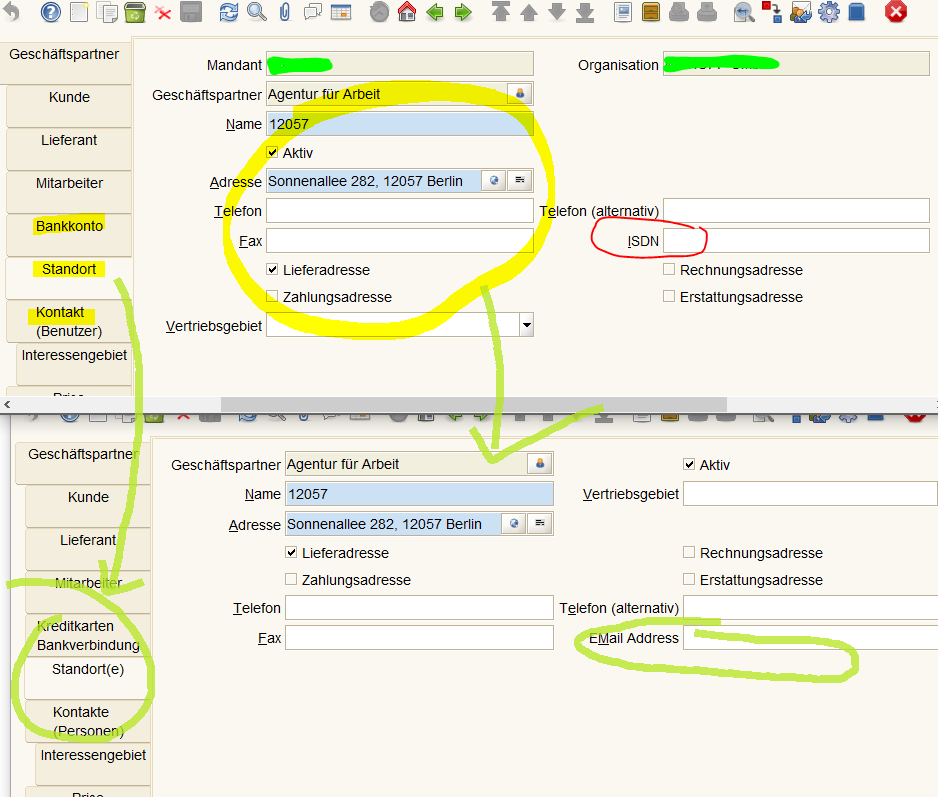 Geschäftspartner
Kunde
Lieferant
Mitarbeiter
Bankkonto
Standort
Kontakt
(Benutzer)
Interessengebiet
Mandant
Organisation
Geschäftspartner Agentur für Arbeit
Name 12057
Aktiv
Adresse Sonnenallee 282, 12057 Berlin
Telefon Telefon (alternativ)
Fax ISDN
Lieferadresse Rechnungsadresse
Zahlungsadresse Erstattungsadresse
Vertriebsgebiet
Geschäftspartner
Kunde
Lieferant
Mitarbeiter
Kreditkarten
Bankverbindung
Standort(e)
Kontakte
(Personen)
Interessengebiet
Geschäftspartner Agentur für Arbeit Aktiv
Name 12057 Vertriebsgebiet
Adresse Sonnenallee 282, 12057 Berlin
Lieferadresse Rechnungsadresse
Zahlungsadresse Erstattungsadresse
Telefon Telefon (alternativ)
Fax EMail Address